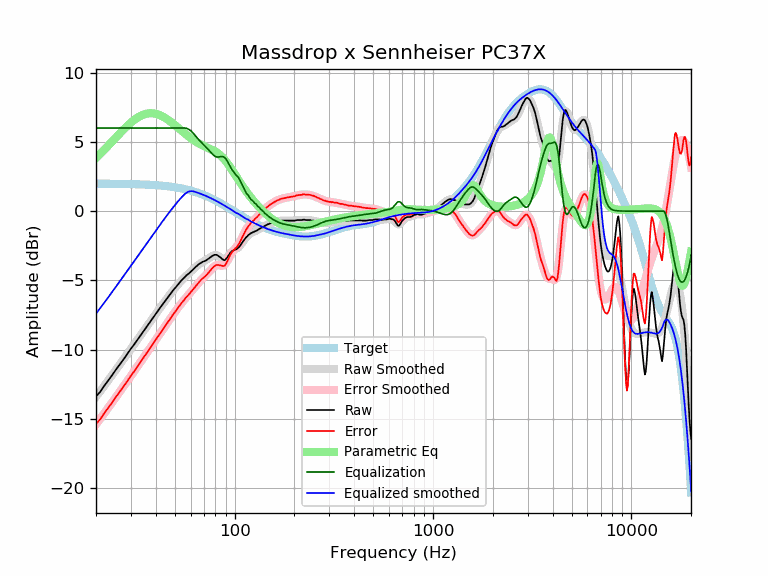 Massdrop x Sennheiser PC37X
10
5
0
−5
−10
−15
−20
Amplitude (dBr)
Target
Raw Smoothed
Error Smoothed
Raw
Error
Parametric Eq
Equalization
Equalized smoothed
100
1000
10000
Frequency (Hz)